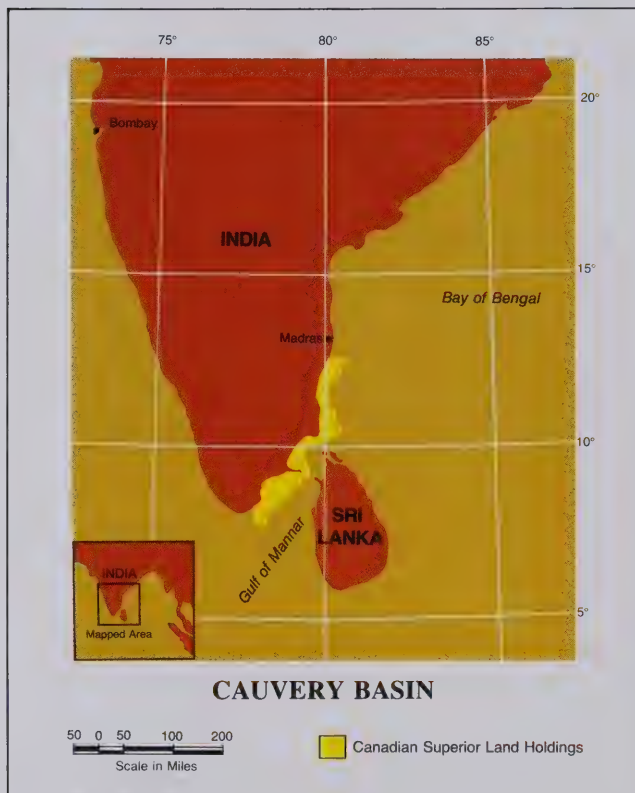 75° 80° 85°
20°
Bombay
INDIA
15°
Bay of Bengal
Madras
10°
SRI
LANKA
Gulf of Mannar
INDIA
5°
Mapped Area
CAUVERY BASIN
50 0 50 100 200
Scale in Miles
Canadian Superior Land Holdings